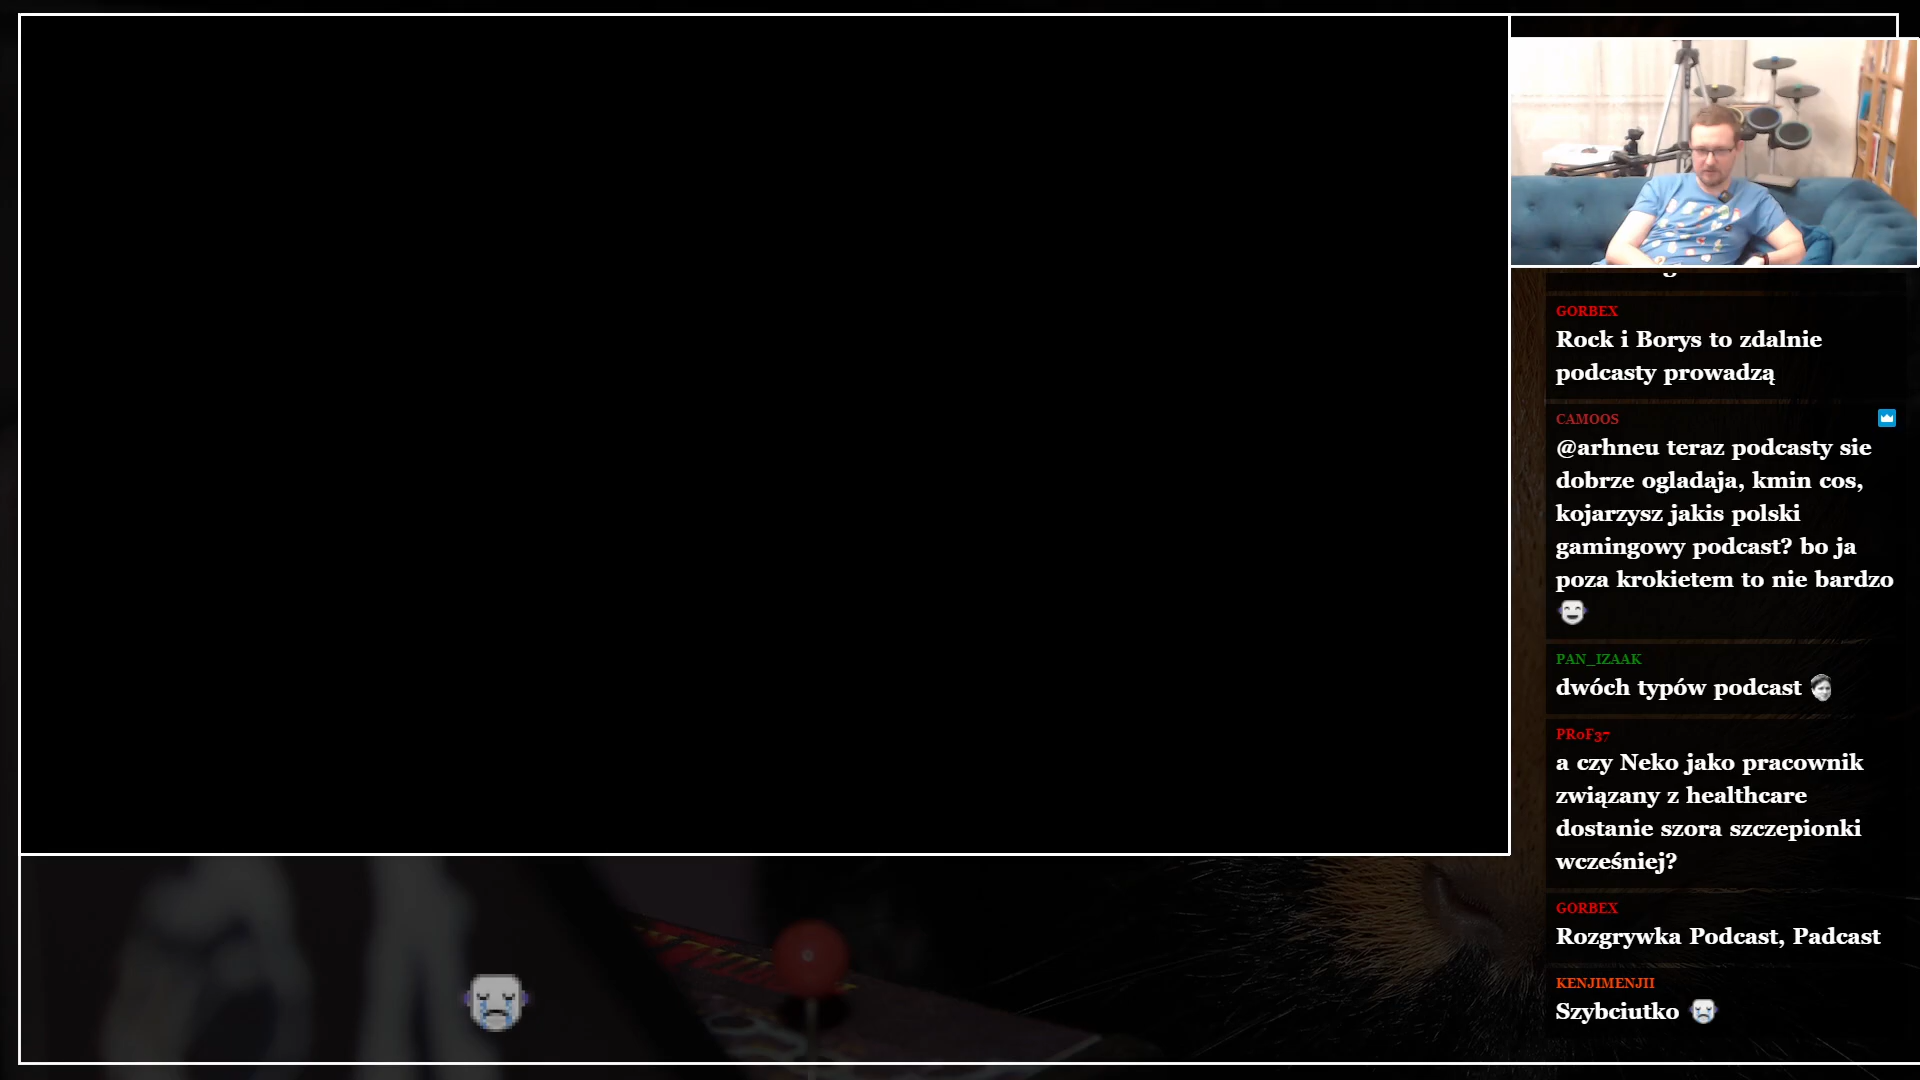 GORBEX
Rock i Borys to zdalnie
podcasty prowadzą
CAMOOS
@arhneu teraz podcasty sie
dobrze ogladaja, kmin cos,
kojarzysz jakis polski
gamingowy podcast? bo ja
poza krokietem to nie bardzo
PAN_IZAAK
dwóch typów podcast
PR0F37
a czy Neko jako pracownik
związany z healthcare
dostanie szora szczepionki
wcześniej?
GORBEX
Rozgrywka Podcast, Padcast
KENJIMENJII
Szybciutko